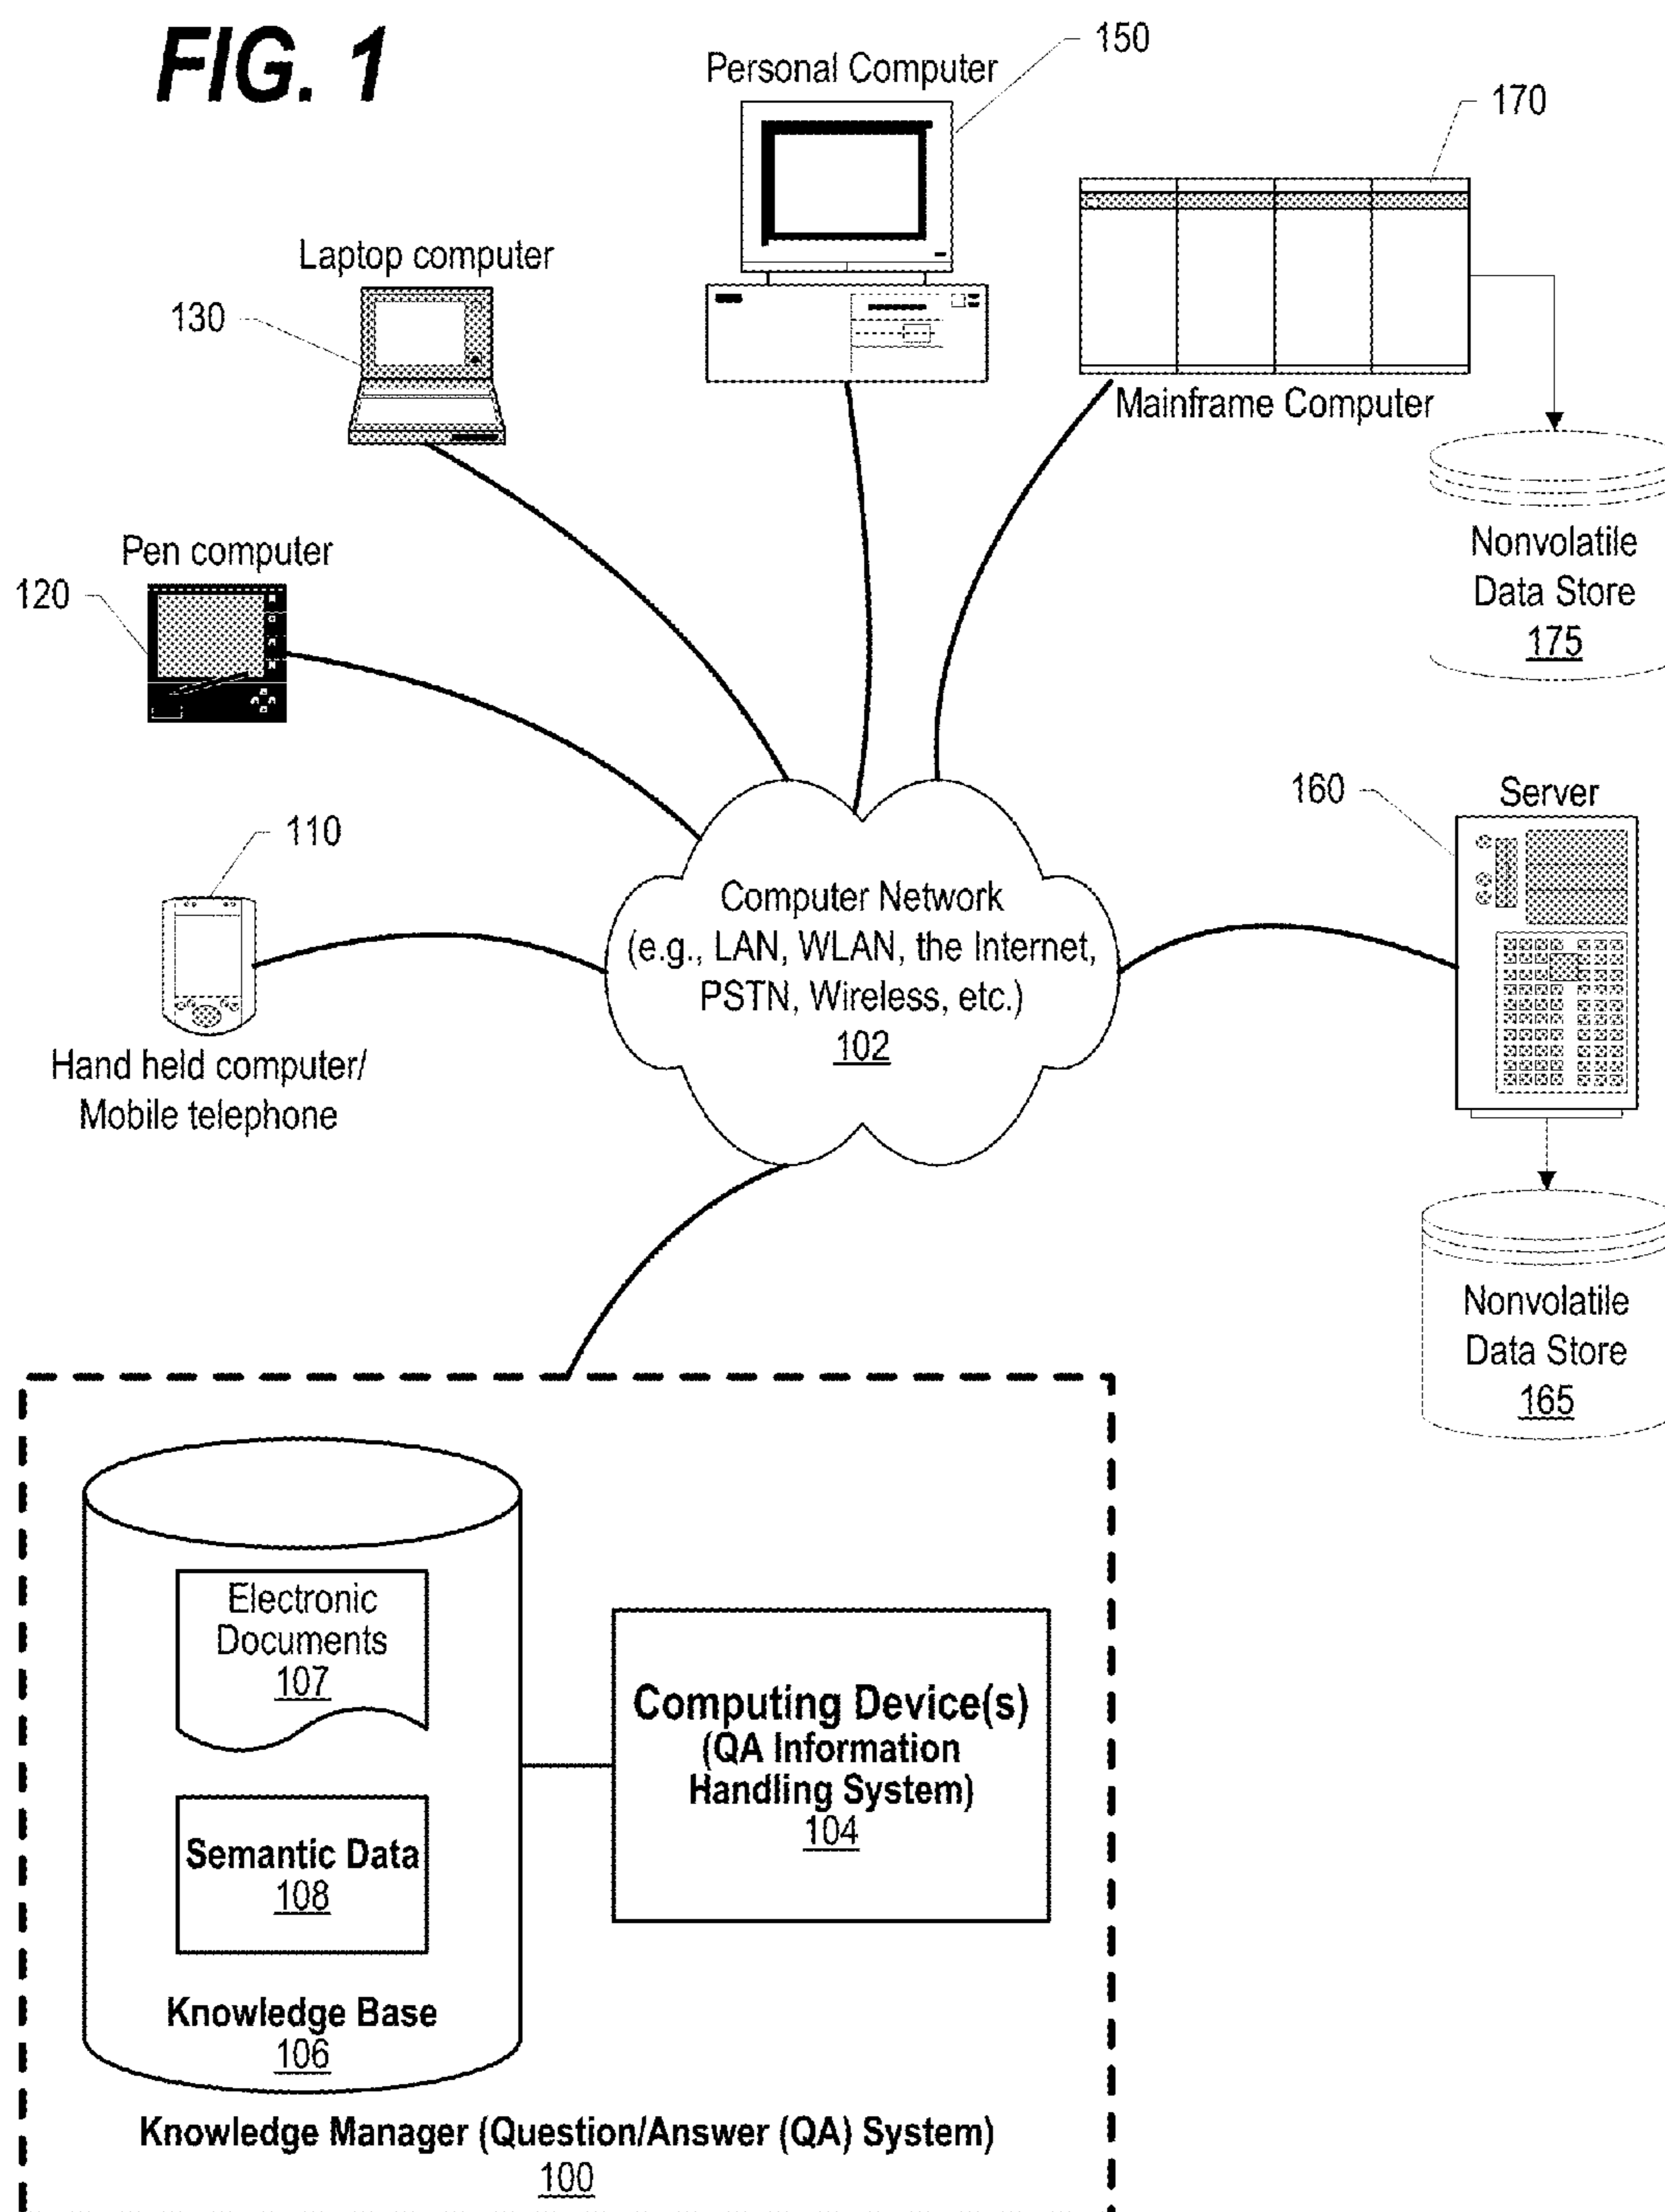 FIG. 1
Personal Computer
150
170
Laptop computer
130
Mainframe Computer
Nonvolatile
Data Store
175
Pen computer
120
160
Server
110
Computer Network
(e.g., LAN, WLAN, the Internet,
PSTN, Wireless, etc.)
102
Hand held computer/
Mobile telephone
Nonvolatile
Data Store
165
Electronic
Documents
107
Computing Device(s)
(QA Information
Handling System)
104
Semantic Data
108
Knowledge Base
106
Knowledge Manager (Question/Answer (QA) System)
100